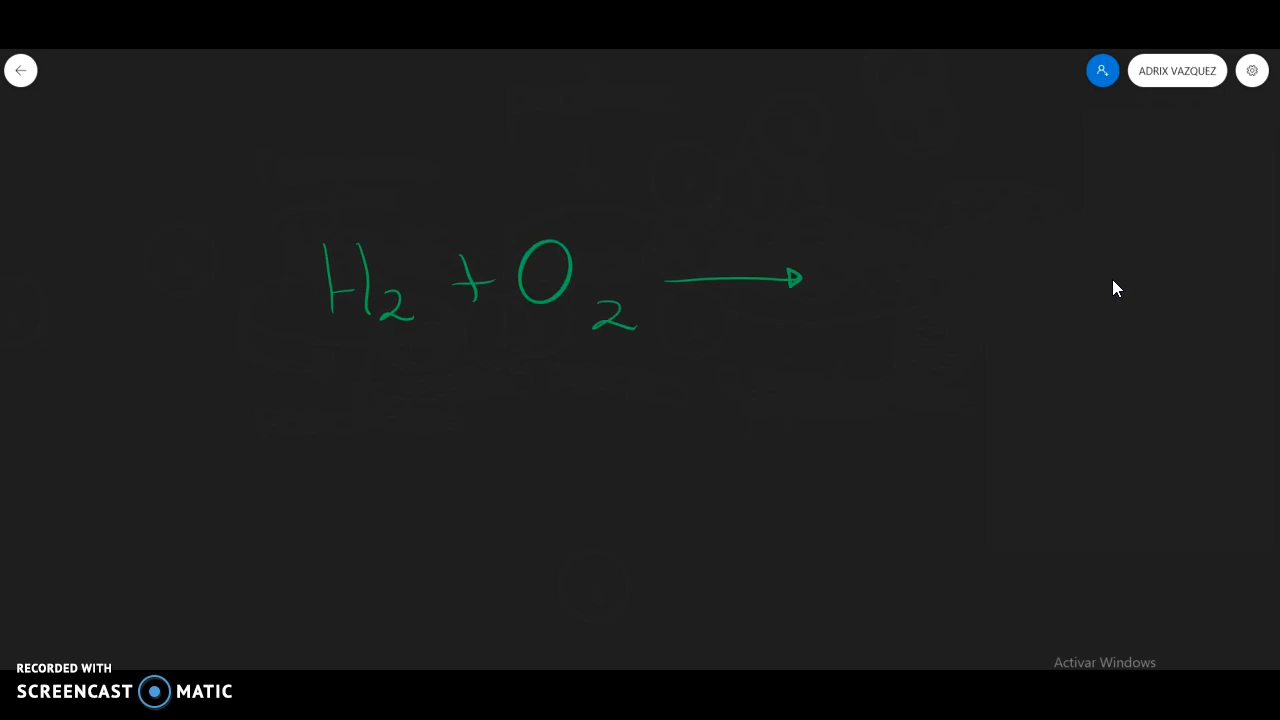 ADRIX VAZQUEZ
H₂ + O₂ →
Activar Windows
RECORDED WITH
SCREENCAST MATIC